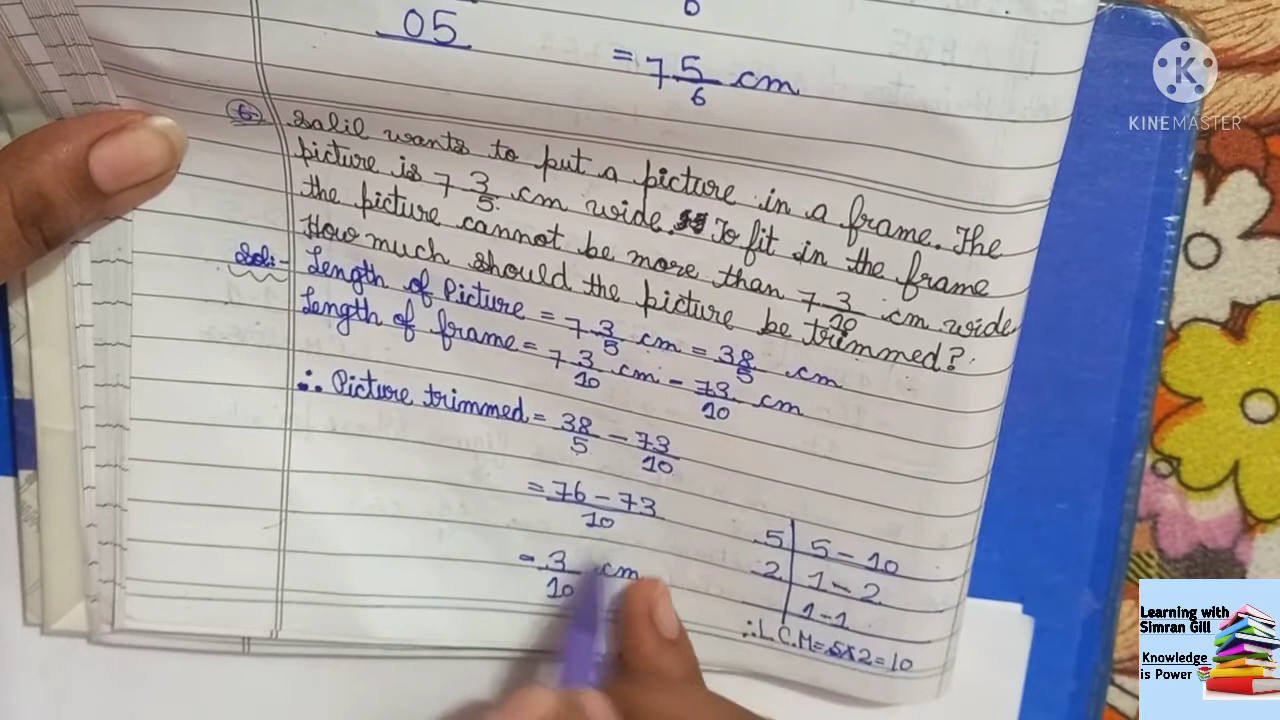 05
6
= 7 5/6 cm
6. Salil wants to put a picture in a frame. The
picture is 7 3/5 cm wide. To fit in the frame
the picture cannot be more than 7 3/10 cm wide
How much should the picture be trimmed?
Sol:- Length of Picture = 7 3/5 cm = 38/5 cm
Length of frame = 7 3/10 cm - 73/10 cm
∴ Picture trimmed = 38/5 - 73/10
= 76 - 73/10
- 3/10 cm
5 | 5 - 10
2 | 1 - 2
1 - 1
∴ L.C.M = 5x2 = 10
KINEMASTER
Learning with
Simran Gill
Knowledge
is Power